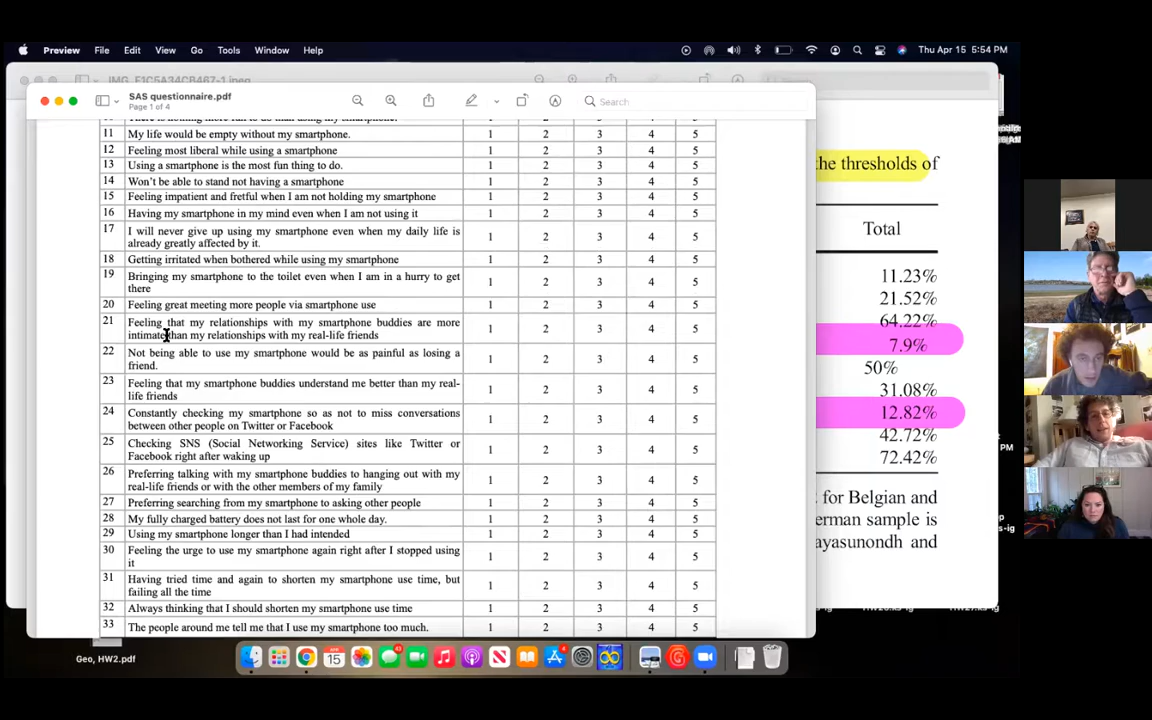 Preview File Edit View Go Tools Window Help Thu Apr 15 5:54 PM
IMG_F1C5A34CB467-1.jpeg
SAS questionnaire.pdf
Page 1 of 4
Search
11 My life would be empty without my smartphone. 1 2 3 4 5
12 Feeling most liberal while using a smartphone 1 2 3 4 5
13 Using a smartphone is the most fun thing to do. 1 2 3 4 5
14 Won't be able to stand not having a smartphone 1 2 3 4 5
15 Feeling impatient and fretful when I am not holding my smartphone 1 2 3 4 5
16 Having my smartphone in my mind even when I am not using it 1 2 3 4 5
17 I will never give up using my smartphone even when my daily life is
already greatly affected by it. 1 2 3 4 5
18 Getting irritated when bothered while using my smartphone 1 2 3 4 5
19 Bringing my smartphone to the toilet even when I am in a hurry to get
there 1 2 3 4 5
20 Feeling great meeting more people via smartphone use 1 2 3 4 5
21 Feeling that my relationships with my smartphone buddies are more
intimate than my relationships with my real-life friends 1 2 3 4 5
22 Not being able to use my smartphone would be as painful as losing a
friend. 1 2 3 4 5
23 Feeling that my smartphone buddies understand me better than my real-
life friends 1 2 3 4 5
24 Constantly checking my smartphone so as not to miss conversations
between other people on Twitter or Facebook 1 2 3 4 5
25 Checking SNS (Social Networking Service) sites like Twitter or
Facebook right after waking up 1 2 3 4 5
26 Preferring talking with my smartphone buddies to hanging out with my
real-life friends or with the other members of my family 1 2 3 4 5
27 Preferring searching from my smartphone to asking other people 1 2 3 4 5
28 My fully charged battery does not last for one whole day. 1 2 3 4 5
29 Using my smartphone longer than I had intended 1 2 3 4 5
30 Feeling the urge to use my smartphone again right after I stopped using
it 1 2 3 4 5
31 Having tried time and again to shorten my smartphone use time, but
failing all the time 1 2 3 4 5
32 Always thinking that I should shorten my smartphone use time 1 2 3 4 5
33 The people around me tell me that I use my smartphone too much. 1 2 3 4 5
the thresholds of
Total
11.23%
21.52%
64.22%
7.9%
50%
31.08%
12.82%
42.72%
72.42%
for Belgian and
erman sample is
ayasunondh and
PM
Geo, HW2.pdf
APR
15